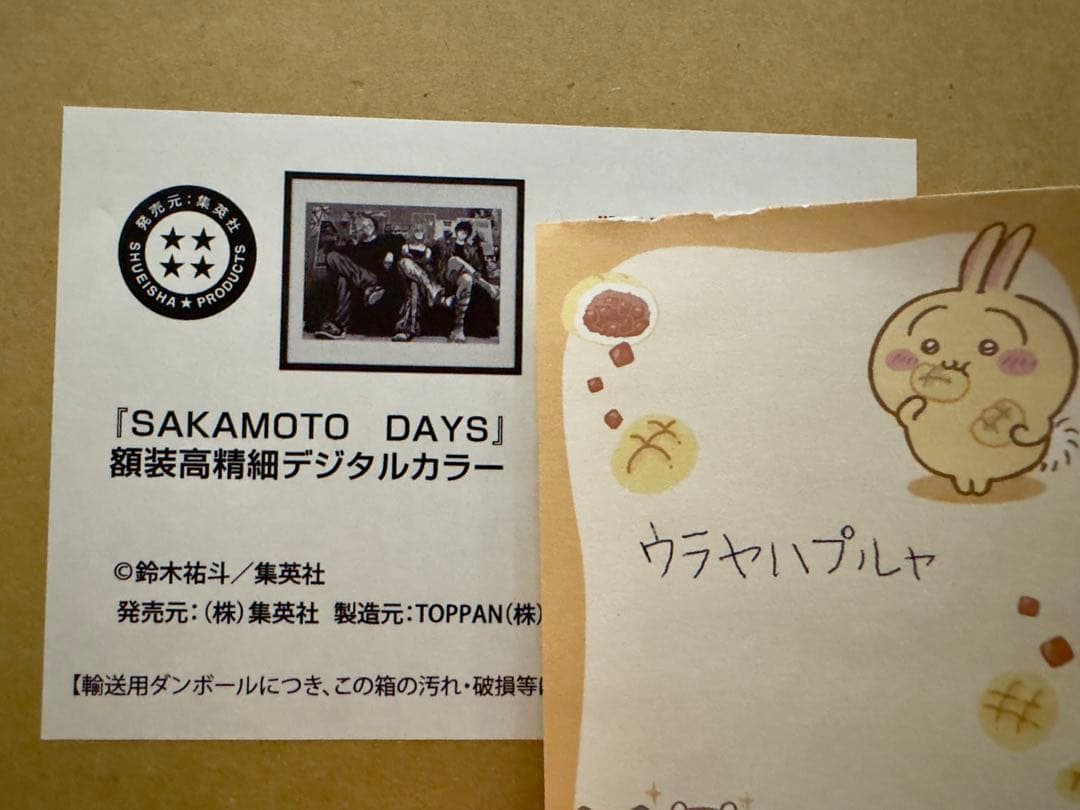 発売元：集英社
SHUEISHA★PRODUCTS
『SAKAMOTO　DAYS』
額装高精細デジタルカラー
©鈴木祐斗／集英社
発売元：(株)集英社 製造元：TOPPAN(株)
【輸送用ダンボールにつき、この箱の汚れ・破損等
ウラヤハプルャ